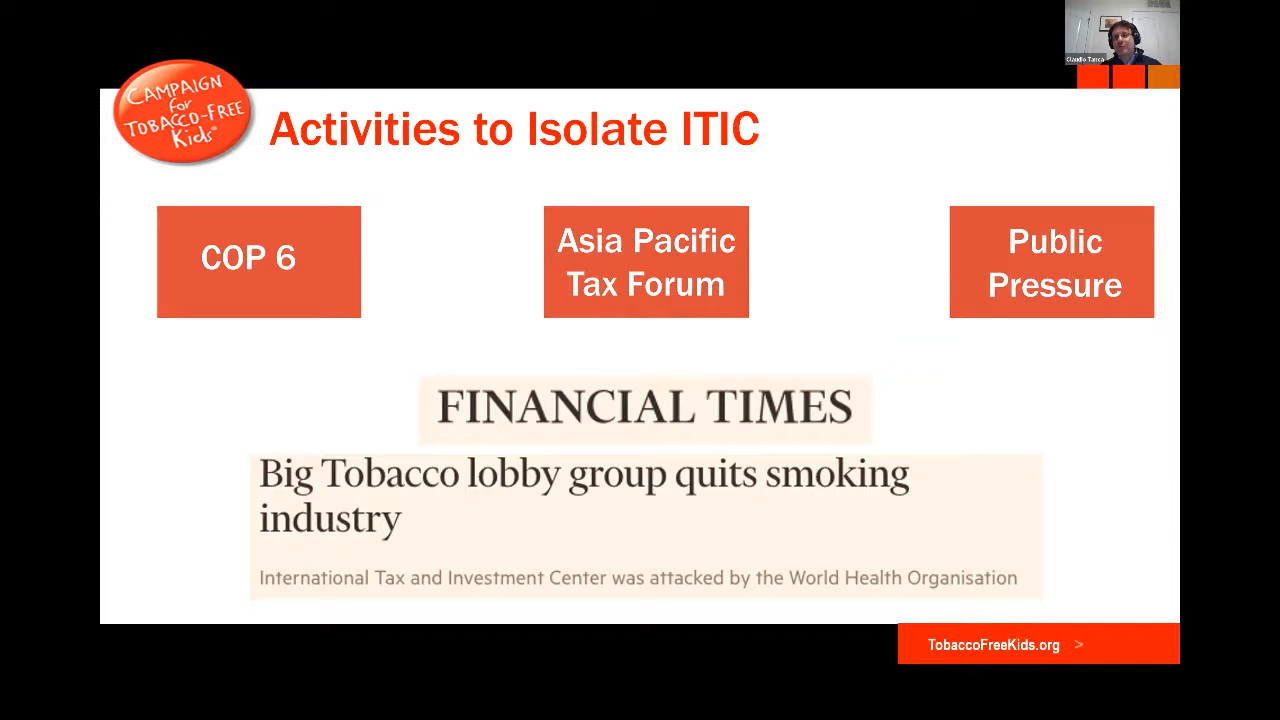 Claudio Tanca
CAMPAIGN
for
TOBACCO-FREE
Kids®
Activities to Isolate ITIC
COP 6
Asia Pacific
Tax Forum
Public
Pressure
FINANCIAL TIMES
Big Tobacco lobby group quits smoking
industry
International Tax and Investment Center was attacked by the World Health Organisation
TobaccoFreeKids.org >